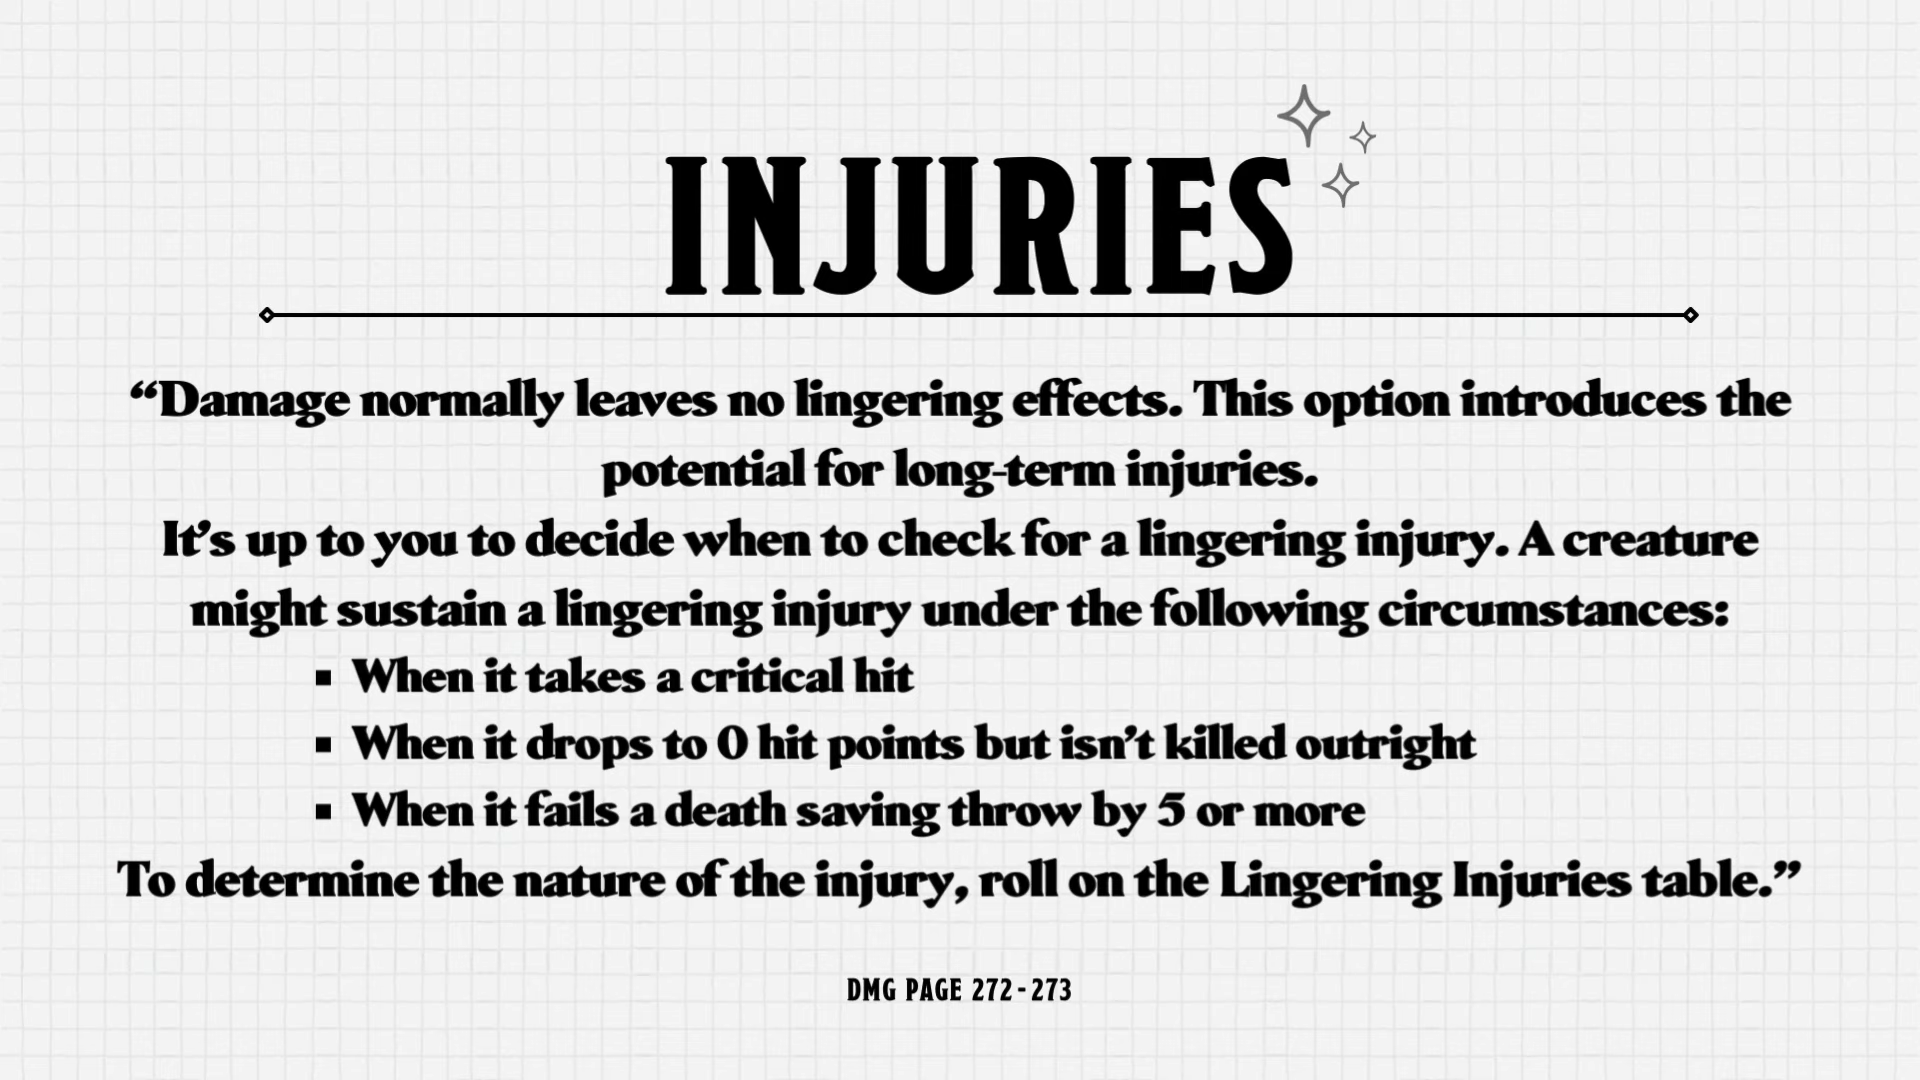 INJURIES
“Damage normally leaves no lingering effects. This option introduces the
potential for long-term injuries.
It’s up to you to decide when to check for a lingering injury. A creature
might sustain a lingering injury under the following circumstances:
▪ When it takes a critical hit
▪ When it drops to 0 hit points but isn’t killed outright
▪ When it fails a death saving throw by 5 or more
To determine the nature of the injury, roll on the Lingering Injuries table.”
DMG PAGE 272-273